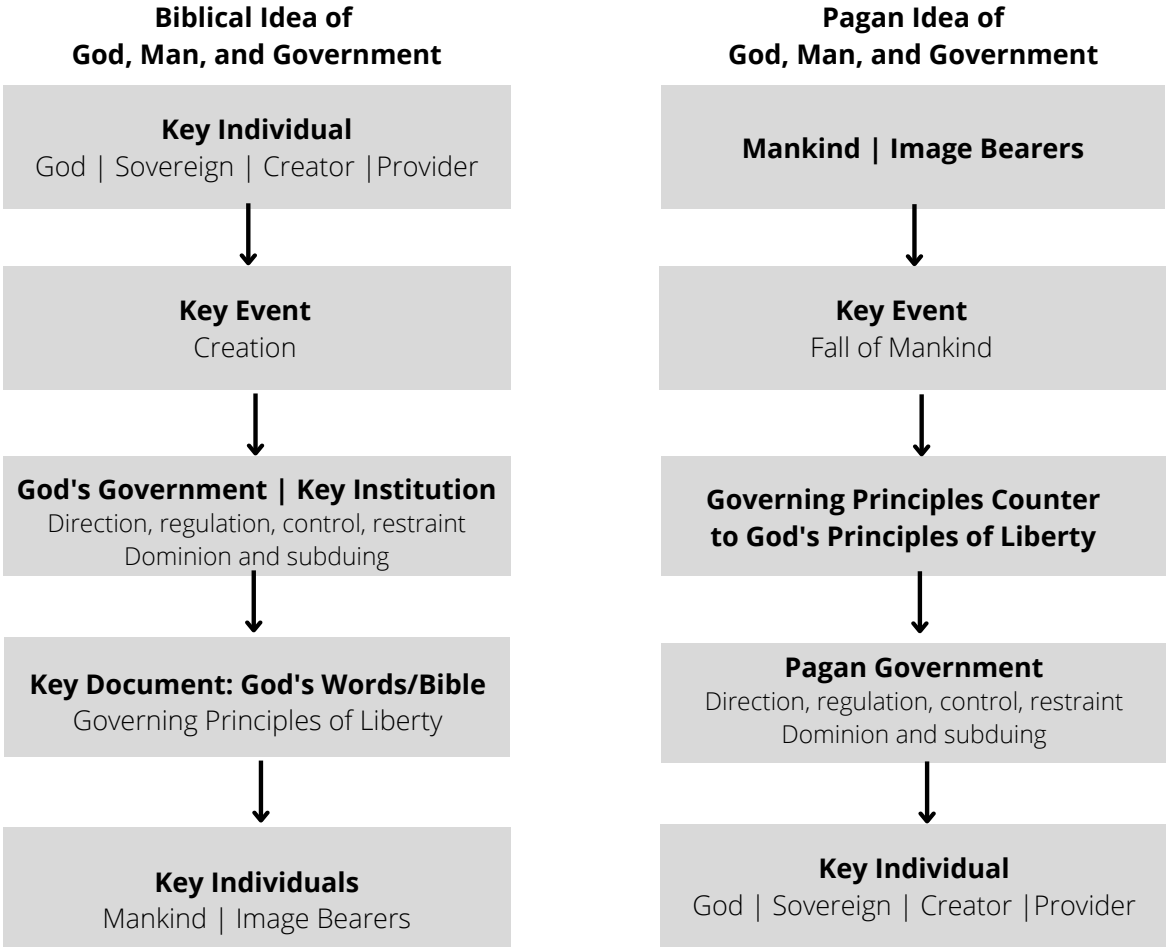 Biblical Idea of
God, Man, and Government
Key Individual
God | Sovereign | Creator |Provider
Key Event
Creation
God's Government | Key Institution
Direction, regulation, control, restraint
Dominion and subduing
Key Document: God's Words/Bible
Governing Principles of Liberty
Key Individuals
Mankind | Image Bearers
Pagan Idea of
God, Man, and Government
Mankind | Image Bearers
Key Event
Fall of Mankind
Governing Principles Counter
to God's Principles of Liberty
Pagan Government
Direction, regulation, control, restraint
Dominion and subduing
Key Individual
God | Sovereign | Creator |Provider